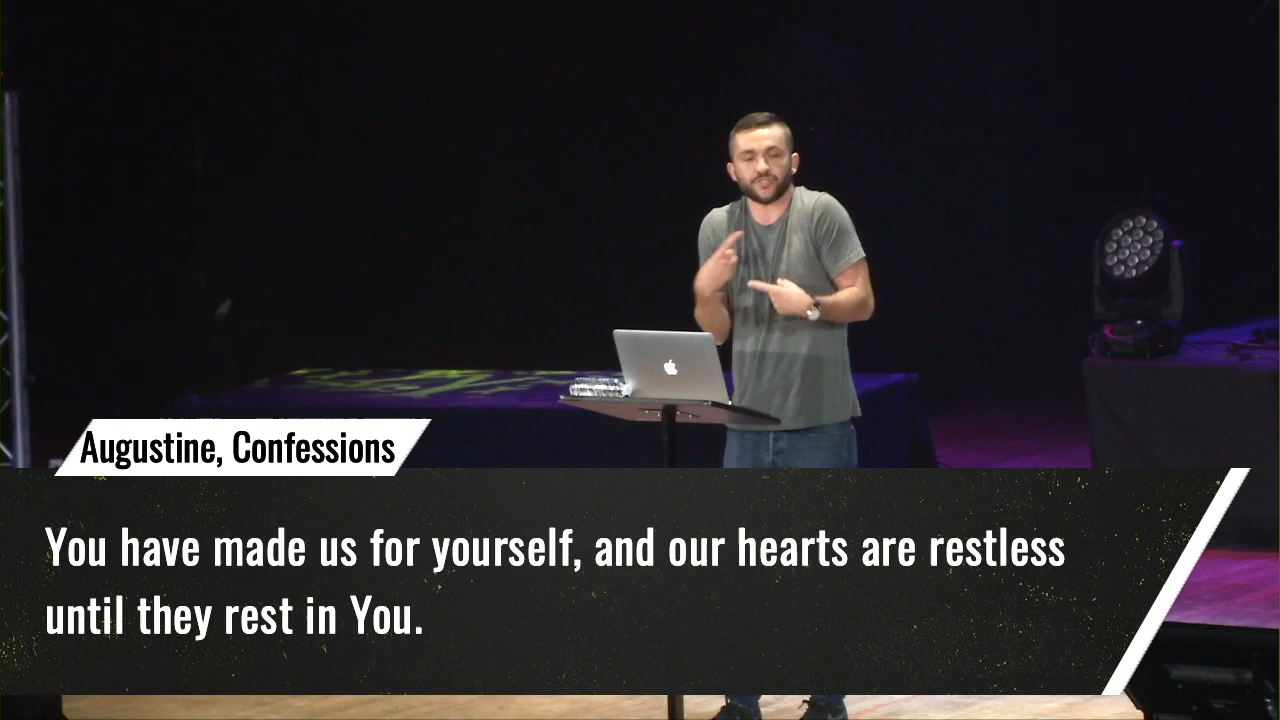 Augustine, Confessions
You have made us for yourself, and our hearts are restless
until they rest in You.